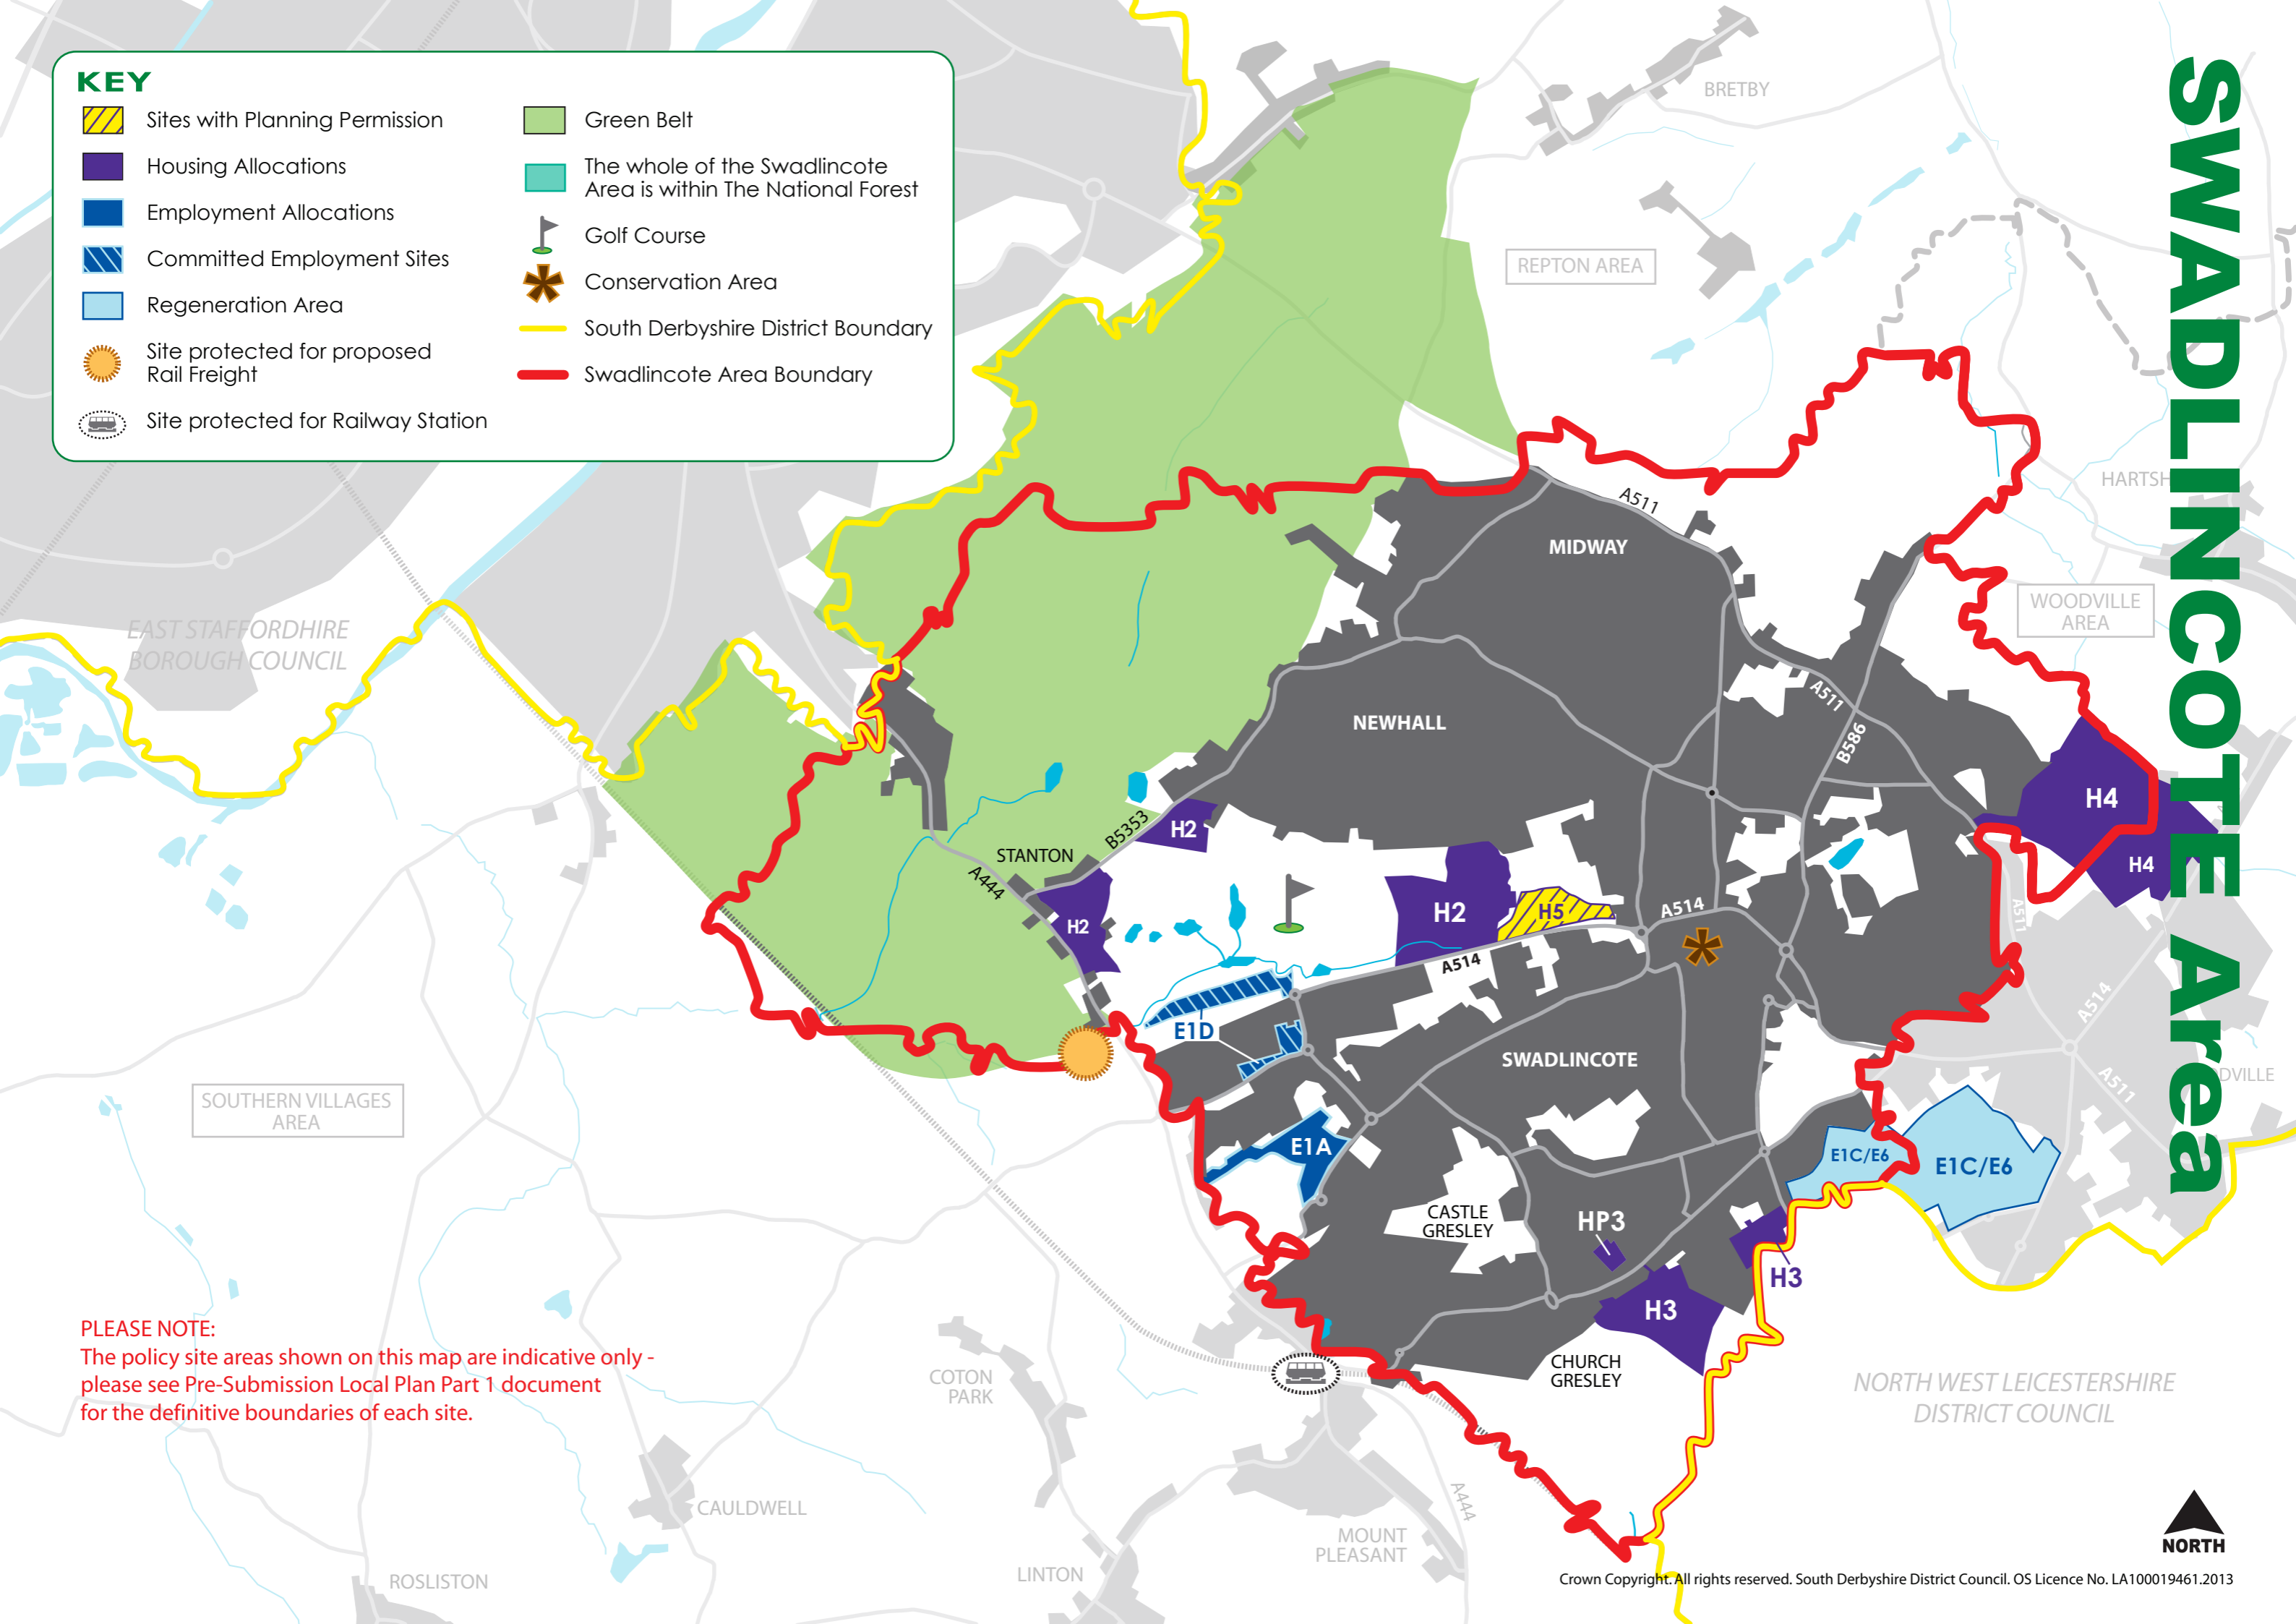 KEY
Sites with Planning Permission
Housing Allocations
Employment Allocations
Committed Employment Sites
Regeneration Area
Site protected for proposed
Rail Freight
Site protected for Railway Station
Green Belt
The whole of the Swadlincote
Area is within The National Forest
Golf Course
Conservation Area
South Derbyshire District Boundary
Swadlincote Area Boundary
SWADLINCOTE Area
BRETBY
REPTON AREA
HARTSH
WOODVILLE
AREA
A511
MIDWAY
EAST STAFFORDSHIRE
BOROUGH COUNCIL
NEWHALL
A511
B586
H4
H4
H2
B5353
STANTON
A444
H2
H2
H5
A514
A514
A511
A514
E1D
SWADLINCOTE
A511
DVILLE
SOUTHERN VILLAGES
AREA
E1A
E1C/E6
E1C/E6
CASTLE
GRESLEY
HP3
H3
H3
CHURCH
GRESLEY
PLEASE NOTE:
The policy site areas shown on this map are indicative only -
please see Pre-Submission Local Plan Part 1 document
for the definitive boundaries of each site.
COTON
PARK
NORTH WEST LEICESTERSHIRE
DISTRICT COUNCIL
CAULDWELL
A444
MOUNT
PLEASANT
LINTON
ROSLISTON
NORTH
Crown Copyright. All rights reserved. South Derbyshire District Council. OS Licence No. LA100019461.2013